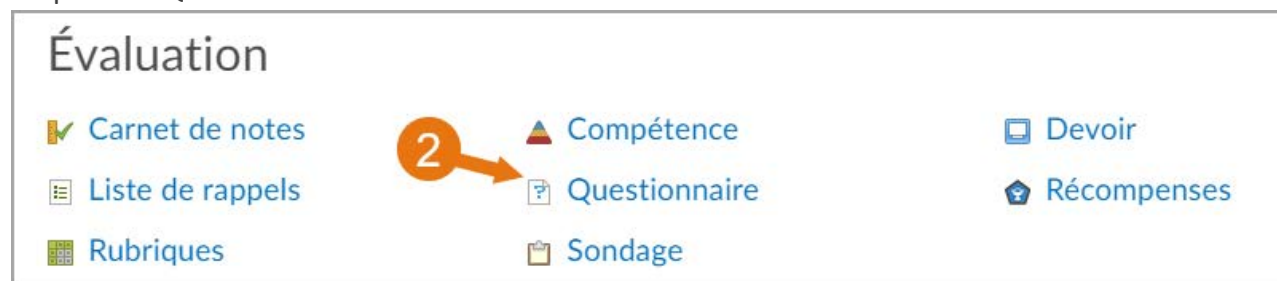 Évaluation
Carnet de notes
2
Compétence
Devoir
Liste de rappels
Questionnaire
Récompenses
Rubriques
Sondage